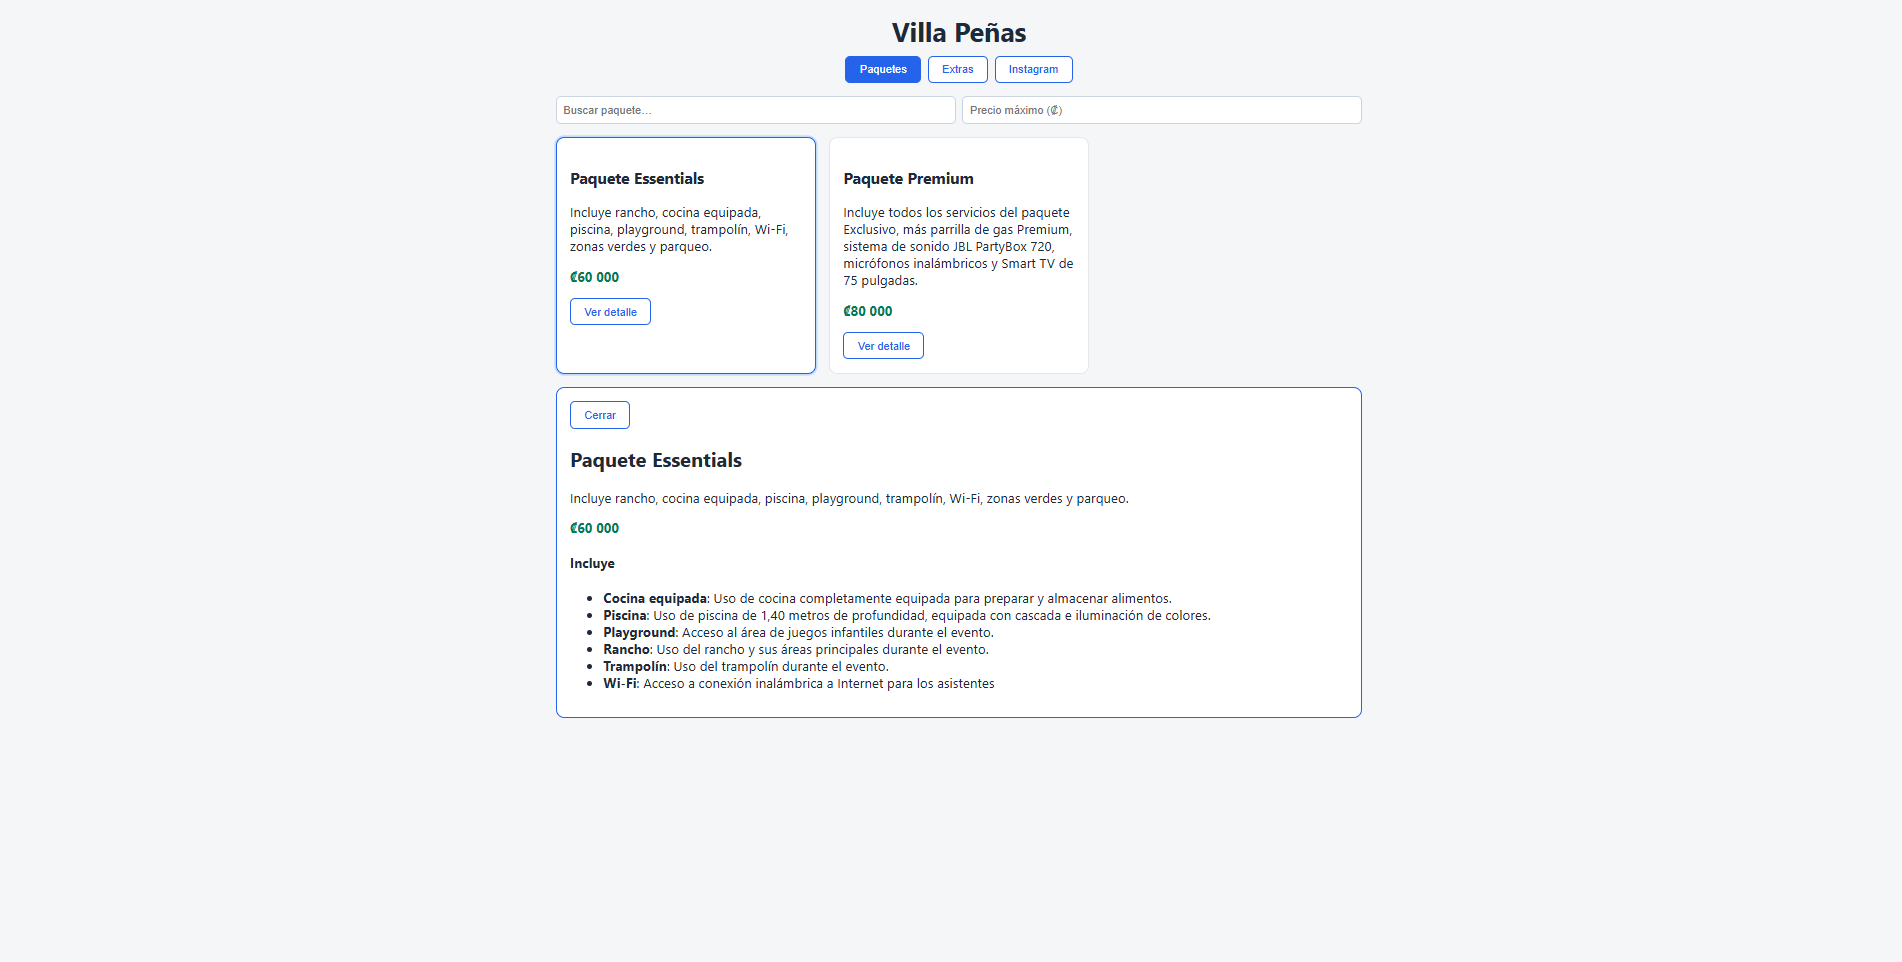 Villa Peñas
Paquetes
Extras
Instagram
Buscar paquete...
Precio máximo (₡)
Paquete Essentials
Incluye rancho, cocina equipada,
piscina, playground, trampolín, Wi-Fi,
zonas verdes y parqueo.
₡60 000
Ver detalle
Paquete Premium
Incluye todos los servicios del paquete
Exclusivo, más parrilla de gas Premium,
sistema de sonido JBL PartyBox 720,
micrófonos inalámbricos y Smart TV de
75 pulgadas.
₡80 000
Ver detalle
Cerrar
Paquete Essentials
Incluye rancho, cocina equipada, piscina, playground, trampolín, Wi-Fi, zonas verdes y parqueo.
₡60 000
Incluye
• Cocina equipada: Uso de cocina completamente equipada para preparar y almacenar alimentos.
• Piscina: Uso de piscina de 1,40 metros de profundidad, equipada con cascada e iluminación de colores.
• Playground: Acceso al área de juegos infantiles durante el evento.
• Rancho: Uso del rancho y sus áreas principales durante el evento.
• Trampolín: Uso del trampolín durante el evento.
• Wi-Fi: Acceso a conexión inalámbrica a Internet para los asistentes